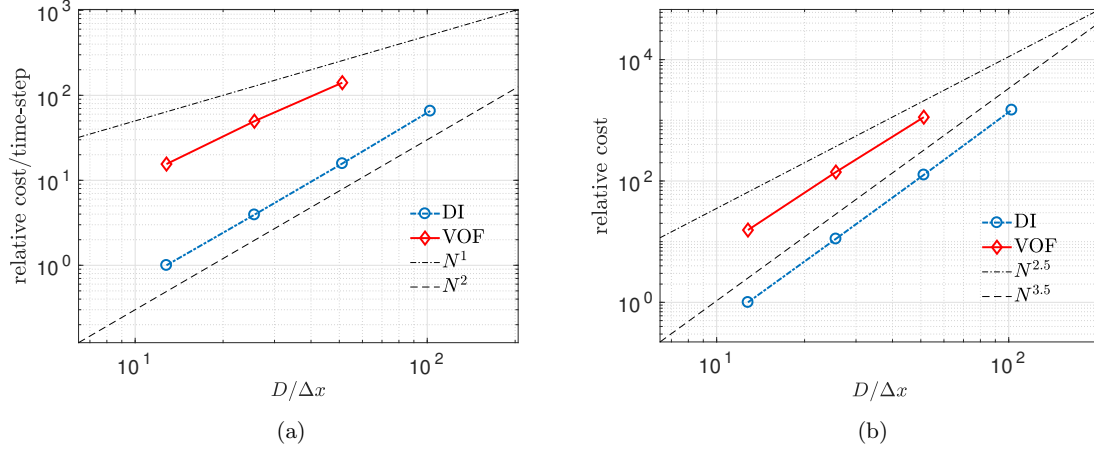 relative cost/time-step
10^3
10^2
10^1
10^0
DI
VOF
N^1
N^2
10^1
10^2
D/Δx
(a)
relative cost
10^4
10^2
10^0
DI
VOF
N^{2.5}
N^{3.5}
10^1
10^2
D/Δx
(b)